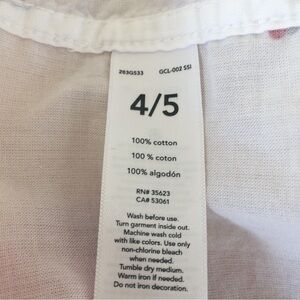 263G533 GCL-002 SSI
4/5
100% cotton
100 % coton
100% algodón
RN# 35623
CA# 53061
Wash before use.
Turn garment inside out.
Machine wash cold
with like colors. Use only
non-chlorine bleach
when needed.
Tumble dry medium.
Warm iron if needed.
Do not iron decoration.